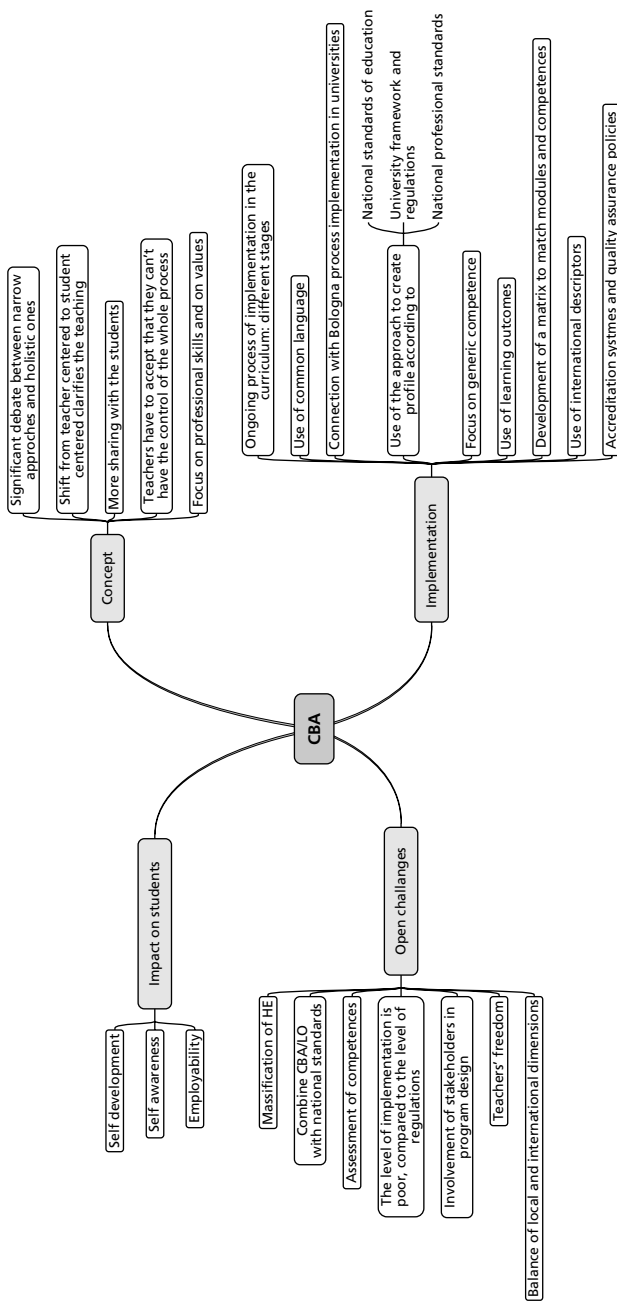 CBA
Concept
Significant debate between narrow
approches and holistic ones
Shift from teacher centered to student
centered clarifies the teaching
More sharing with the students
Teachers have to accept that they can't
have the control of the whole process
Focus on professional skills and on values
Implementation
Ongoing process of implementation in the
curriculum: different stages
Use of common language
Connection with Bologna process implementation in universities
Use of the approach to create
profile according to
National standards of education
University framework and
regulations
National professional standards
Focus on generic competence
Use of learning outcomes
Development of a matrix to match modules and competences
Use of international descriptors
Accreditation systmes and quality assurance policies
Impact on students
Self development
Self awareness
Employability
Open challanges
Massification of HE
Combine CBA/LO
with national standards
Assessment of competences
The level of implementation is
poor, compared to the level of
regulations
Involvement of stakeholders in
program design
Teachers' freedom
Balance of local and international dimensions